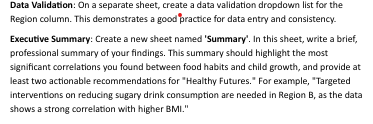 Data Validation: On a separate sheet, create a data validation dropdown list for the
Region column. This demonstrates a good practice for data entry and consistency.
Executive Summary: Create a new sheet named 'Summary'. In this sheet, write a brief,
professional summary of your findings. This summary should highlight the most
significant correlations you found between food habits and child growth, and provide at
least two actionable recommendations for "Healthy Futures." For example, "Targeted
interventions on reducing sugary drink consumption are needed in Region B, as the data
shows a strong correlation with higher BMI."